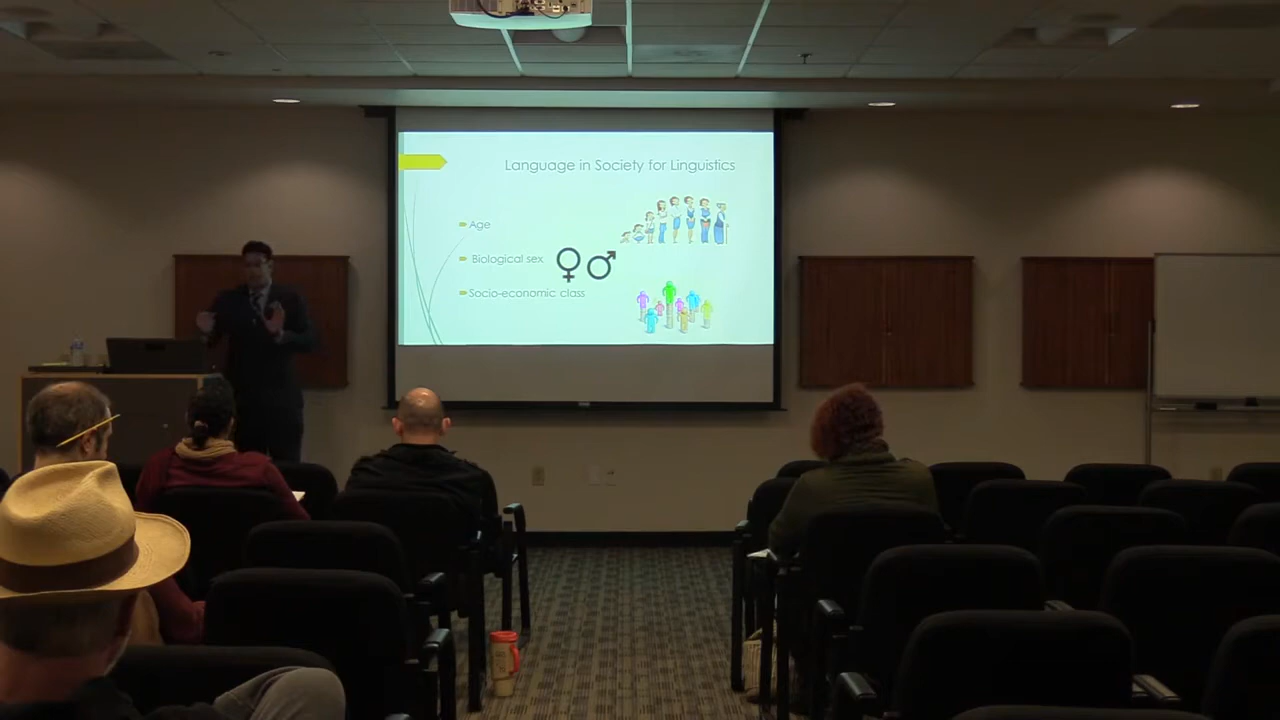 Language in Society for Linguistics
Age
Biological sex
Socio-economic class